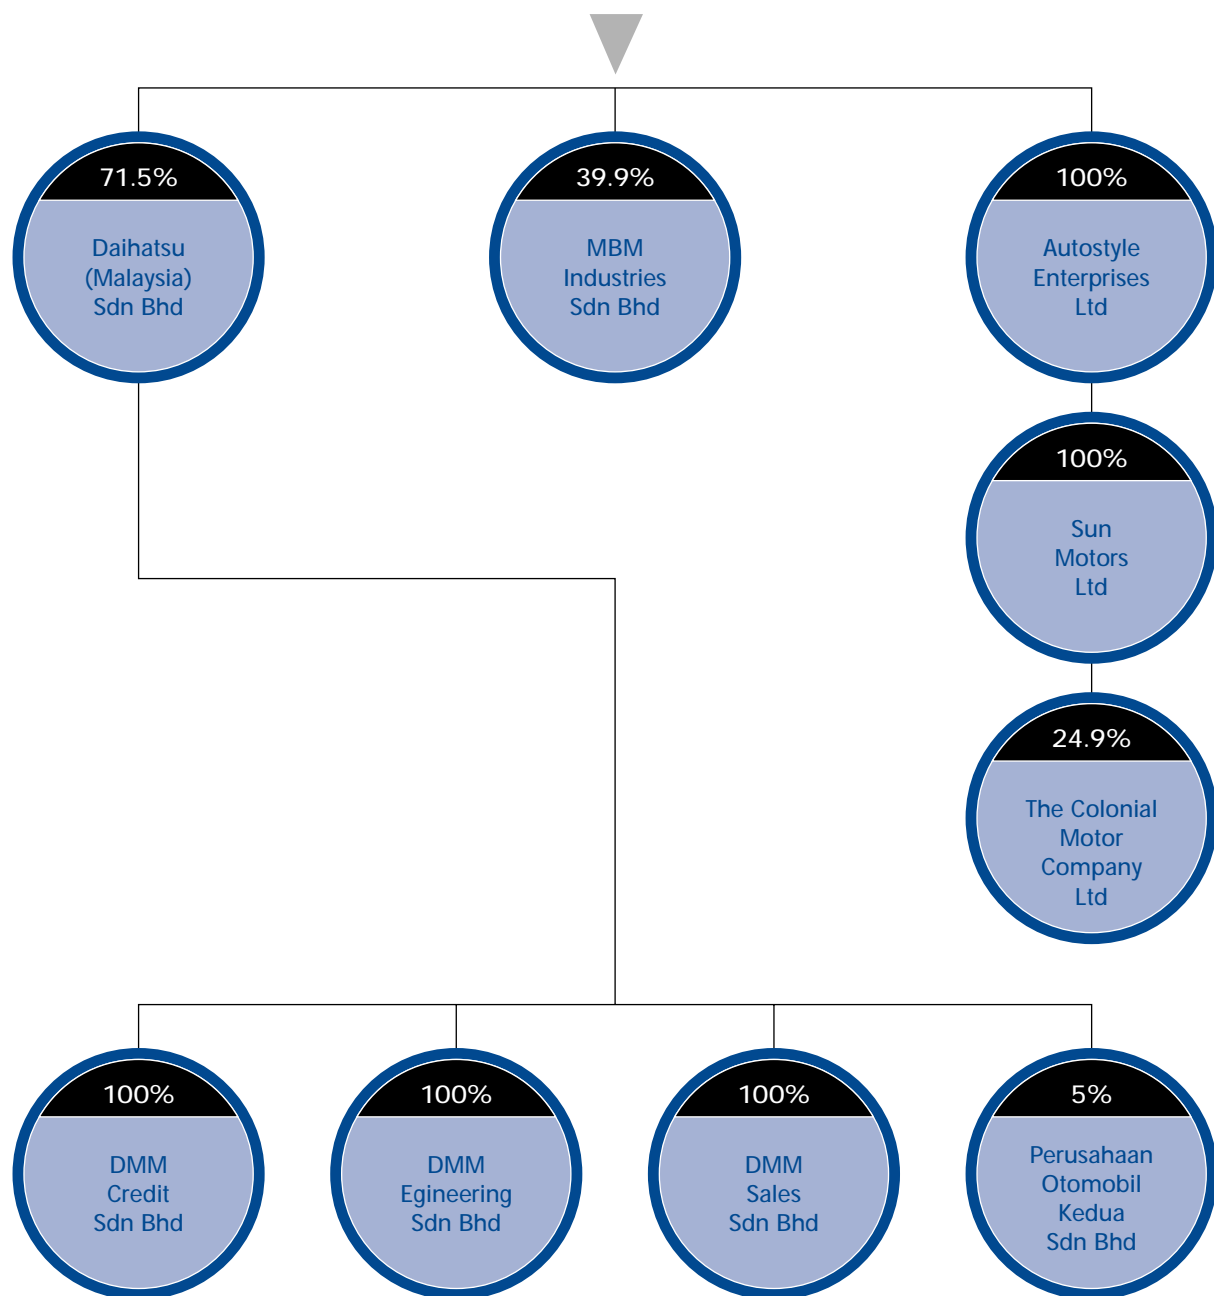 71.5%
Daihatsu
(Malaysia)
Sdn Bhd
39.9%
MBM
Industries
Sdn Bhd
100%
Autostyle
Enterprises
Ltd
100%
Sun
Motors
Ltd
24.9%
The Colonial
Motor
Company
Ltd
100%
DMM
Credit
Sdn Bhd
100%
DMM
Egineering
Sdn Bhd
100%
DMM
Sales
Sdn Bhd
5%
Perusahaan
Otomobil
Kedua
Sdn Bhd